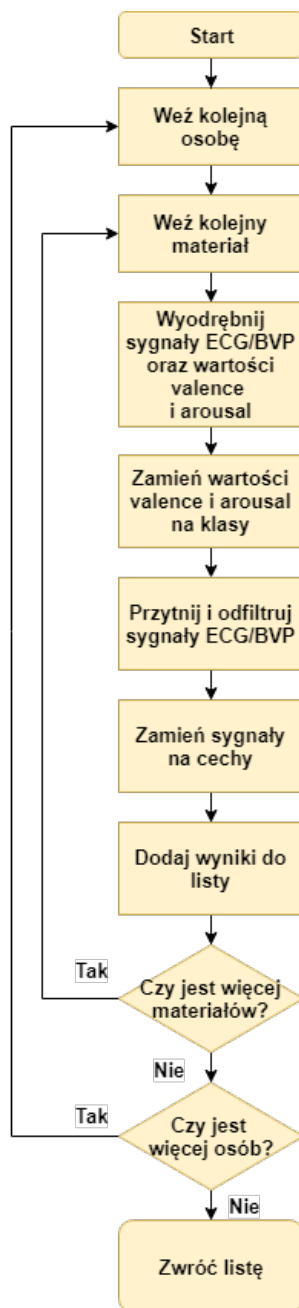 Start
Weź kolejną
osobę
Weź kolejny
materiał
Wyodrębnij
sygnały ECG/BVP
oraz wartości
valence
i arousal
Zamień wartości
valence i arousal
na klasy
Przytnij i odfiltruj
sygnały ECG/BVP
Zamień sygnały
na cechy
Dodaj wyniki do
listy
Tak
Czy jest więcej
materiałów?
Nie
Tak
Czy jest
więcej osób?
Nie
Zwróć listę